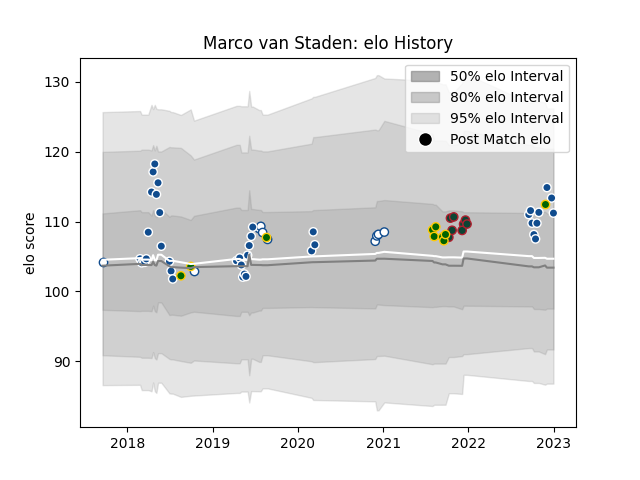 Marco van Staden: elo History
50% elo Interval
80% elo Interval
95% elo Interval
Post Match elo
elo score
130
120
110
100
90
2018
2019
2020
2021
2022
2023